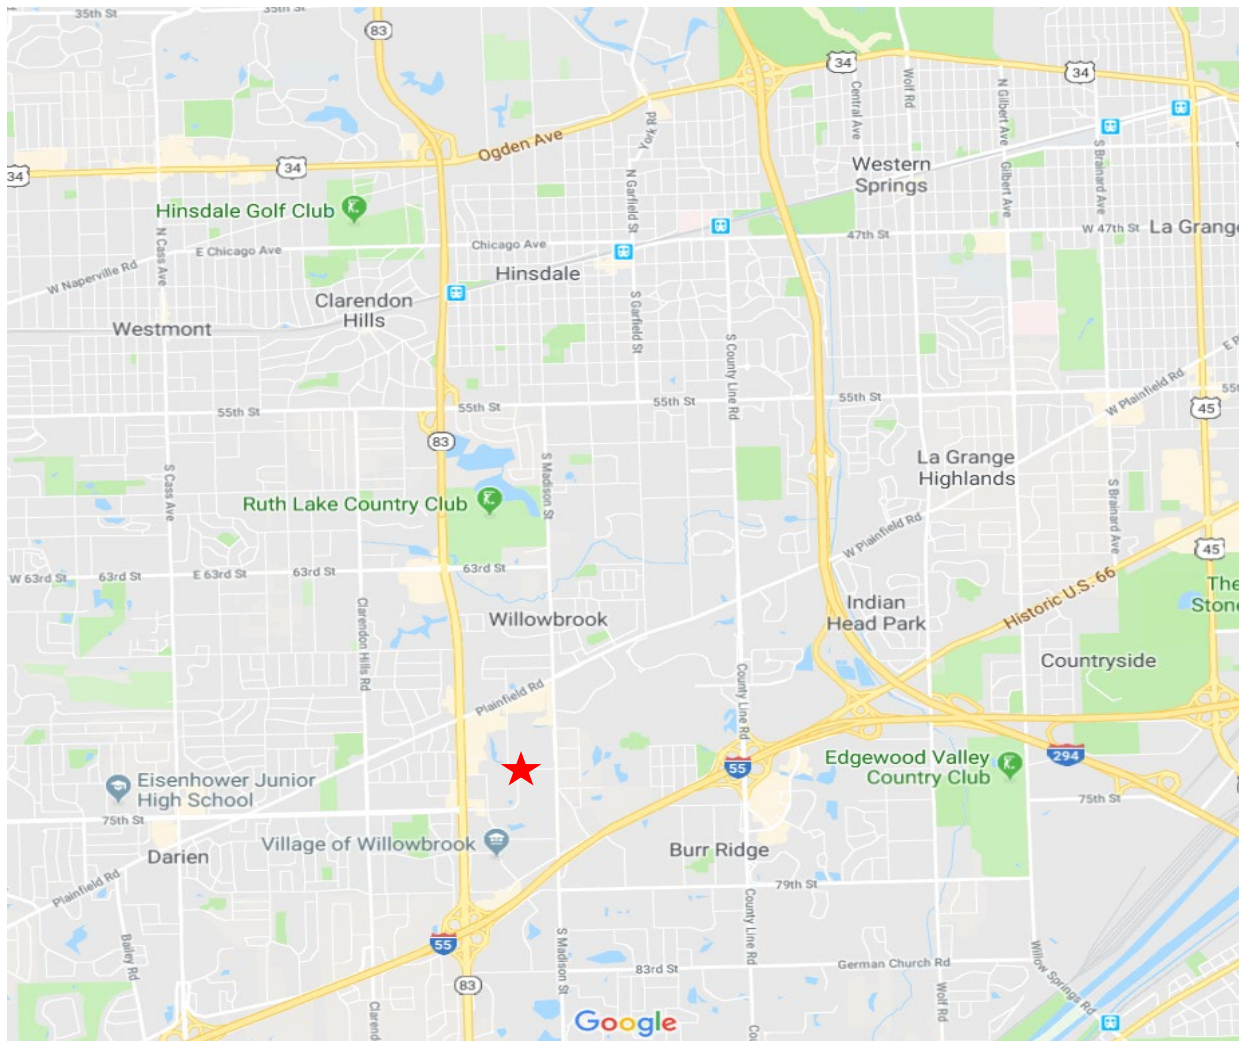 35th St
35th St
83
34
Wolf Rd
34
Central Ave
N Gilbert Ave
York Rd
Ogden Ave
34
34
Western
Springs
S Brainard Ave
Gilbert Ave
N Garfield St
Hinsdale Golf Club
N Cass Ave
E Chicago Ave
Chicago Ave
47th St
W 47th St
La Grange
W Naperville Rd
Hinsdale
Clarendon
Hills
Westmont
S Garfield St
S County Line Rd
W Plainfield Rd
55th St
55th St
55th St
55th St
45
83
La Grange
Highlands
S Cass Ave
S Madison St
S Brainard Ave
Ruth Lake Country Club
W Plainfield Rd
45
W 63rd St
63rd St
E 63rd St
63rd St
63rd St
Historic U.S. 66
The
Stone
Clarendon Hills Rd
Willowbrook
Indian
Head Park
Countryside
Plainfield Rd
County Line Rd
55
Edgewood Valley
Country Club
294
Eisenhower Junior
High School
75th St
75th St
Village of Willowbrook
Darien
Burr Ridge
Plainfield Rd
79th St
County Line Rd
Bailey Rd
55
S Madison St
83rd St
German Church Rd
Willow Springs Rd
83
Wolf Rd
Clarend
Cou
Google